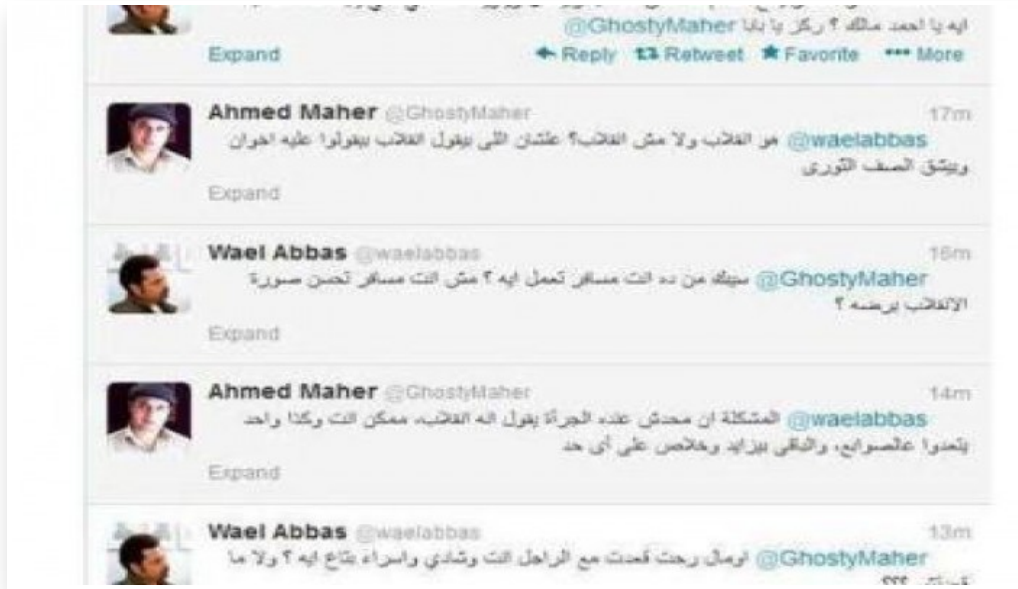 ايه يا احمد مالك ؟ ركز يا بابا @GhostyMaher
Expand Reply Retweet Favorite More
Ahmed Maher @GhostyMaher 17m
@waelabbas هو انقلاب ولا مش انقلاب؟ علشان اللى بيقول انقلاب بيقولوا عليه اخوان
وبيشق الصف الثورى
Expand
Wael Abbas @waelabbas 16m
@GhostyMaher سيبك من ده انت مسافر تعمل ايه ؟ مش انت مسافر تحسن صورة
الانقلاب برضه ؟
Expand
Ahmed Maher @GhostyMaher 14m
@waelabbas المشكلة ان محدش عنده الجرأة يقول انه انقلاب، ممكن انت وكذا واحد
يتعدوا عالصوابع، والباقى بيزايد وخلاص على أى حد
Expand
Wael Abbas @waelabbas 13m
@GhostyMaher اومال رحت قعدت مع الراجل انت وشادي واسراء بتاع ايه ؟ ولا ما